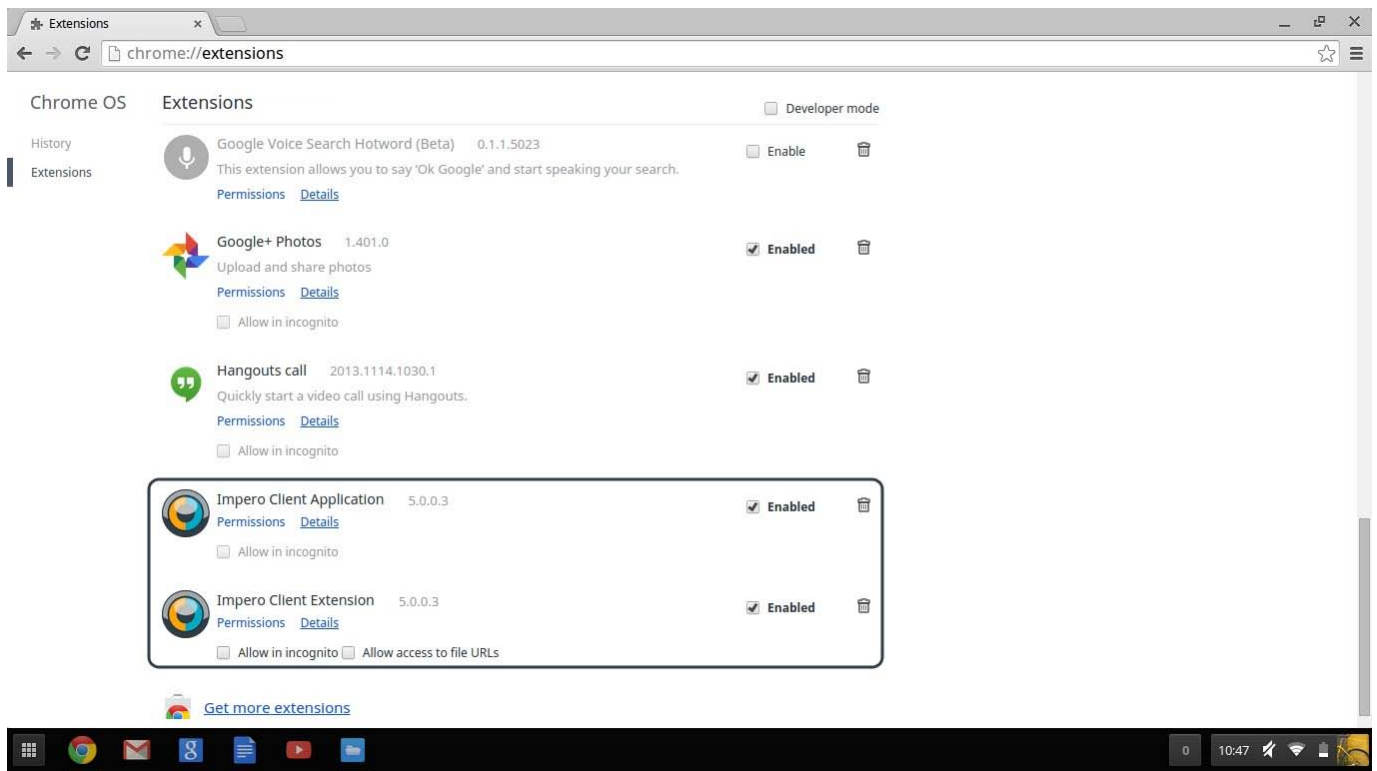 Extensions
chrome://extensions
Chrome OS
Extensions
Developer mode
History
Extensions
Google Voice Search Hotword (Beta) 0.1.1.5023
Enable
This extension allows you to say 'Ok Google' and start speaking your search.
Permissions Details
Google+ Photos 1.401.0
Enabled
Upload and share photos
Permissions Details
Allow in incognito
Hangouts call 2013.1114.1030.1
Enabled
Quickly start a video call using Hangouts.
Permissions Details
Allow in incognito
Impero Client Application 5.0.0.3
Enabled
Permissions Details
Allow in incognito
Impero Client Extension 5.0.0.3
Enabled
Permissions Details
Allow in incognito Allow access to file URLs
Get more extensions
8
0 10:47